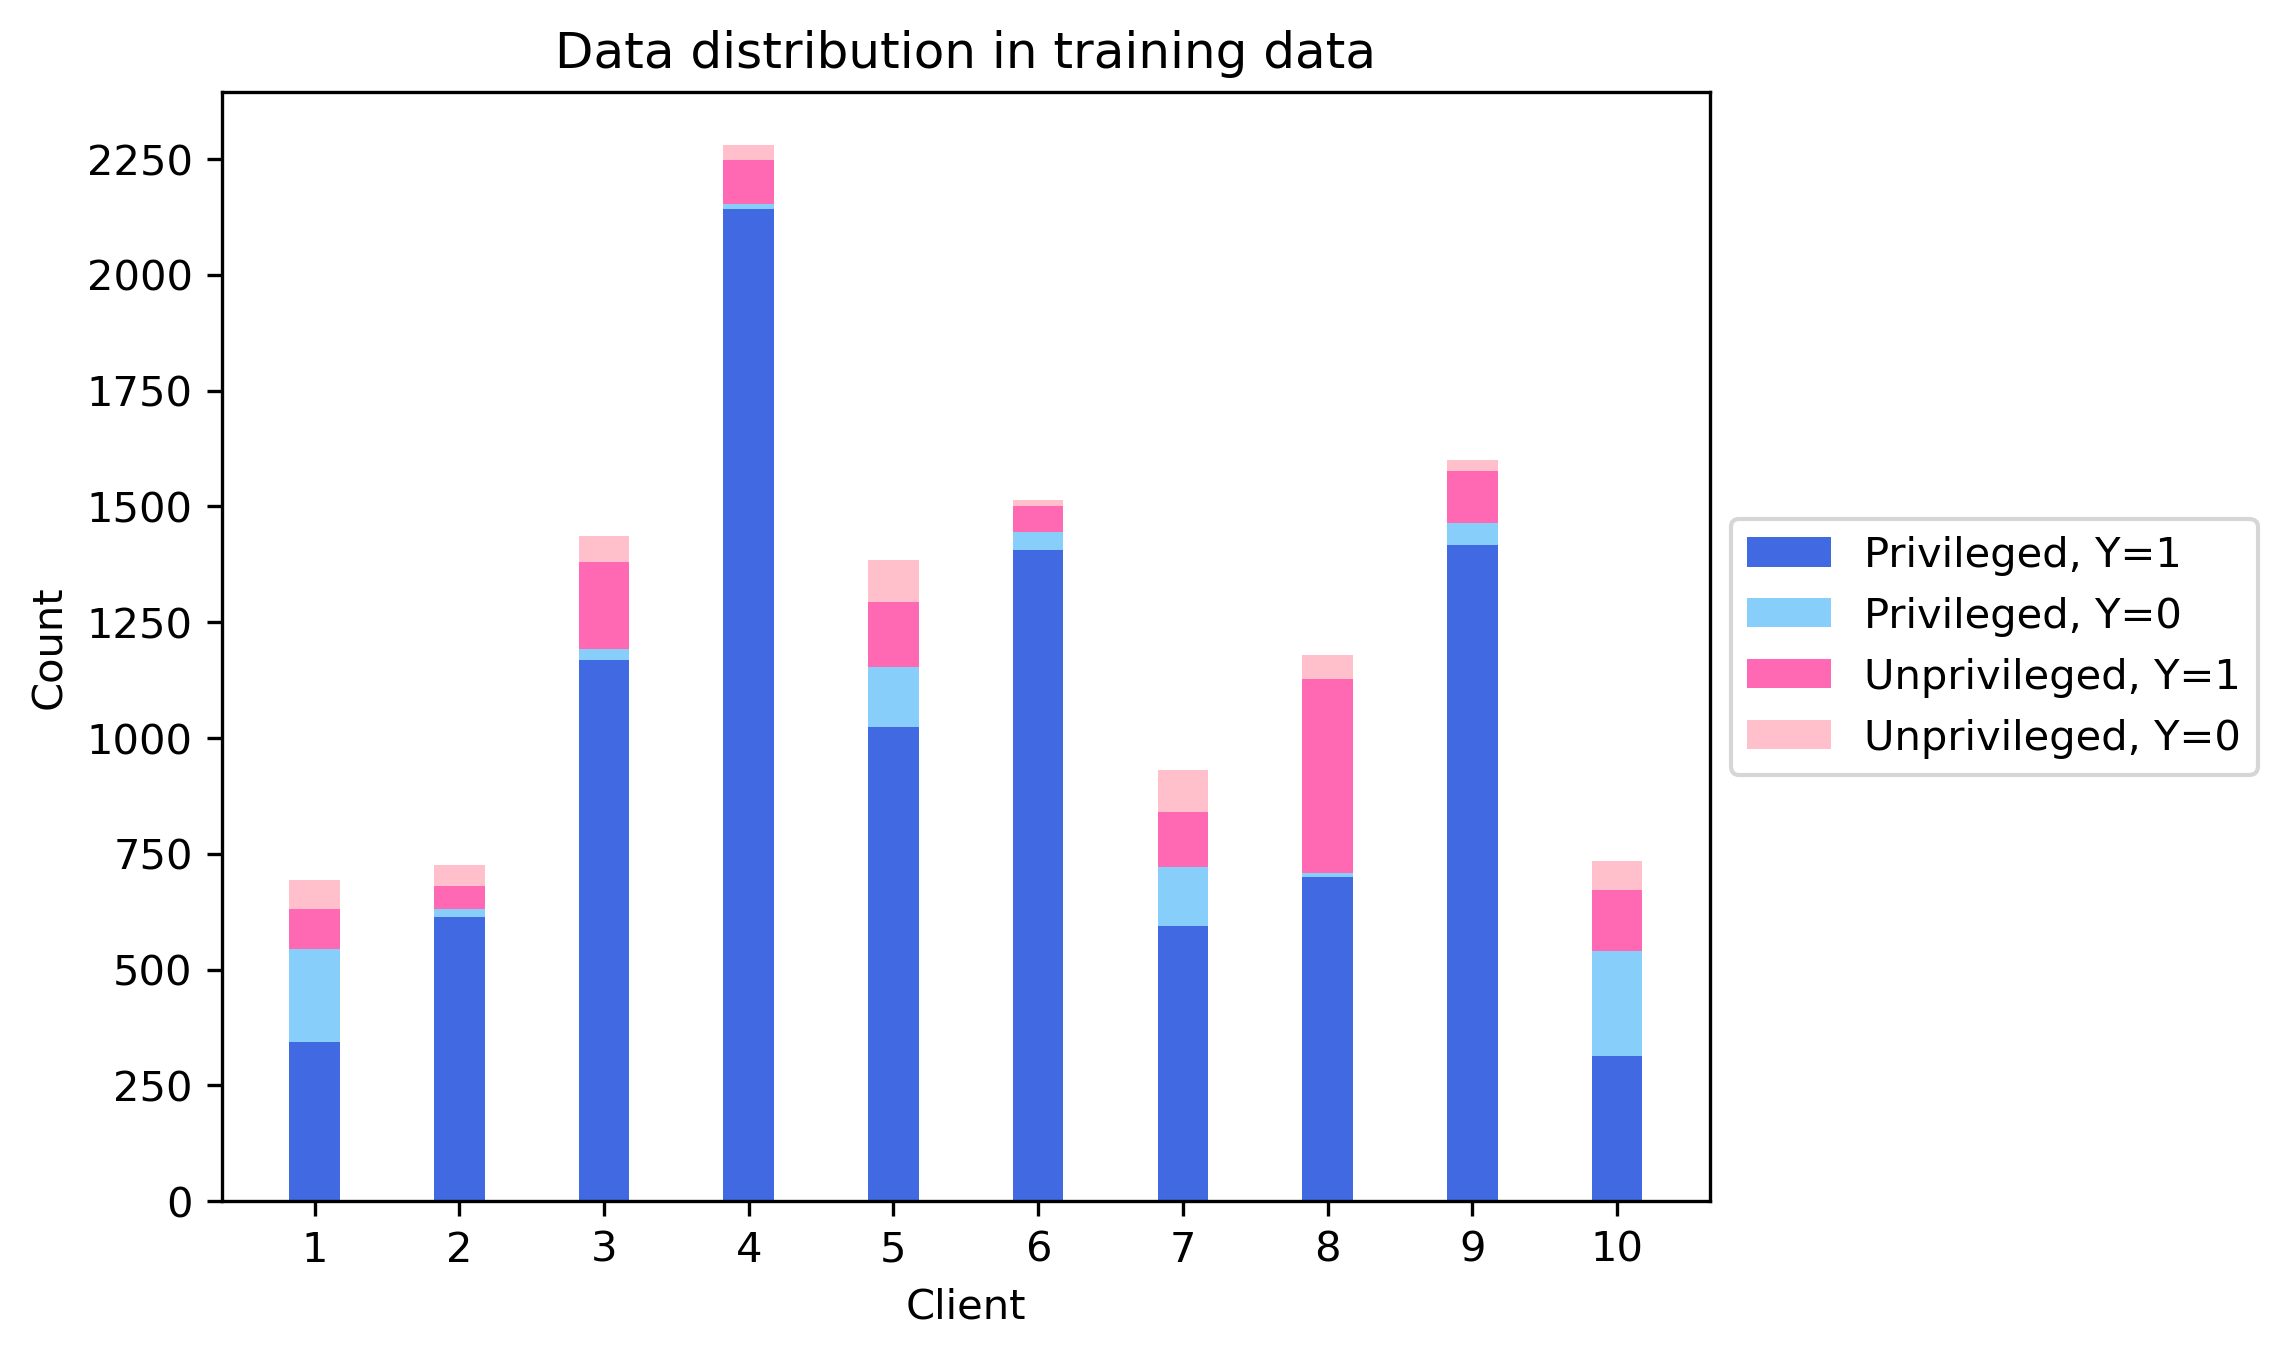 Data distribution in training data
Count
2250
2000
1750
1500
1250
1000
750
500
250
0
1 2 3 4 5 6 7 8 9 10
Client
Privileged, Y=1
Privileged, Y=0
Unprivileged, Y=1
Unprivileged, Y=0